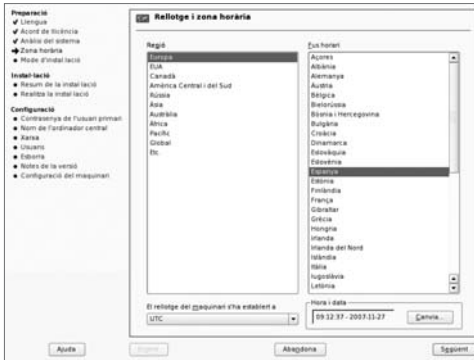 Preparació
Llengua
Acord de llicència
Anàlisi del sistema
Zona horària
Mode d'instal·lació
Instal·lació
Resum de la instal·lació
Realitza la instal·lació
Configuració
Contrasenya de l'usuari primari
Nom de l'ordinador central
Xarxa
Usuaris
Esborra
Notes de la versió
Configuració del maquinari
Rellotge i zona horària
Regió
Europa
EUA
Canadà
Amèrica Central i del Sud
Rússia
Àsia
Austràlia
Àfrica
Pacífic
Global
Etc.
Fus horari
Açores
Albània
Alemanya
Àustria
Bèlgica
Bielorússia
Bòsnia i Hercegovina
Bulgària
Croàcia
Dinamarca
Eslovàquia
Eslovènia
Espanya
Estònia
Finlàndia
França
Gibraltar
Grècia
Hongria
Irlanda
Irlanda del Nord
Islàndia
Itàlia
Iugoslàvia
Letònia
El rellotge del maquinari s'ha establert a
UTC
Hora i data
09:12:37 - 2007-11-27
Canvia...
Ajuda
Abandona
Següent